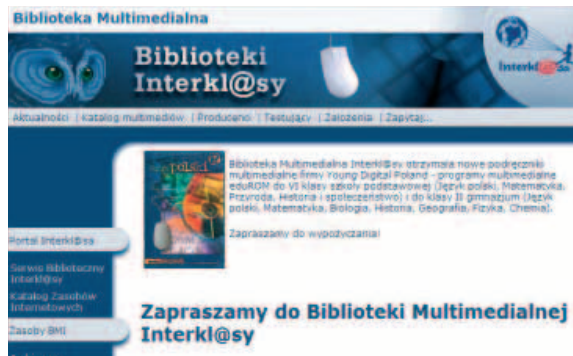 Biblioteka Multimedialna
Biblioteki
Interkl@sy
Interkl@sa
Aktualności | Katalog multimediów | Producenci | Testujący | Założenia | Zapytaj...
polski
Biblioteka Multimedialna Interkl@sy otrzymała nowe podręczniki
multimedialne firmy Young Digital Poland - programy multimedialne
eduROM do VI klasy szkoły podstawowej (Język polski, Matematyka,
Przyroda, Historia i społeczeństwo) i do klasy II gimnazjum (Język
polski, Matematyka, Biologia, Historia, Geografia, Fizyka, Chemia).
Zapraszamy do wypożyczania!
Portal Interkl@sa
Serwis Biblioteczny
Interkl@sy
Katalog Zasobów
Internetowych
Zasoby BMI
Zapraszamy do Biblioteki Multimedialnej
Interkl@sy